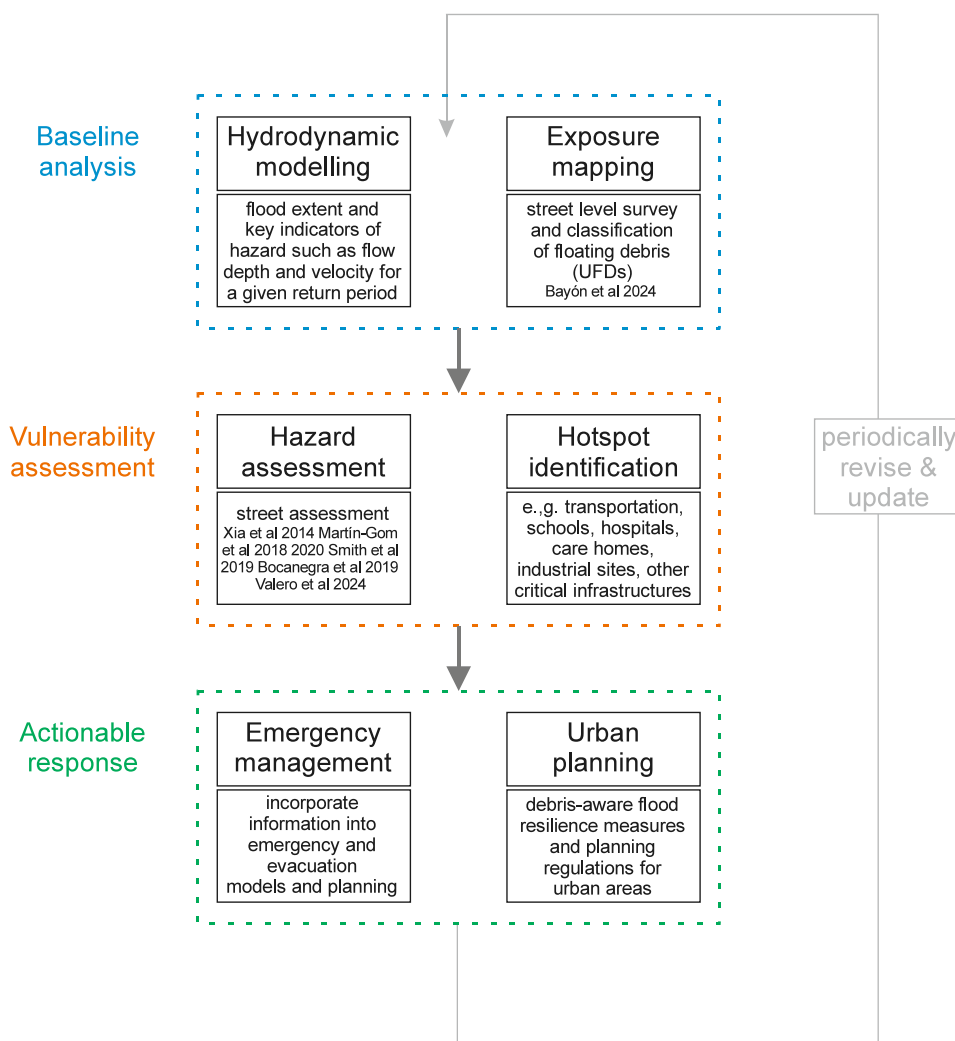 Baseline
analysis
Hydrodynamic
modelling
flood extent and
key indicators of
hazard such as flow
depth and velocity for
a given return period
Exposure
mapping
street level survey
and classification
of floating debris
(UFDs)
Bayón et al 2024
Vulnerability
assessment
Hazard
assessment
street assessment
Xia et al 2014 Martín-Gom
et al 2018 2020 Smith et al
2019 Bocanegra et al 2019
Valero et al 2024
Hotspot
identification
e.,g. transportation,
schools, hospitals,
care homes,
industrial sites, other
critical infrastructures
periodically
revise &
update
Actionable
response
Emergency
management
incorporate
information into
emergency and
evacuation
models and planning
Urban
planning
debris-aware flood
resilience measures
and planning
regulations for
urban areas